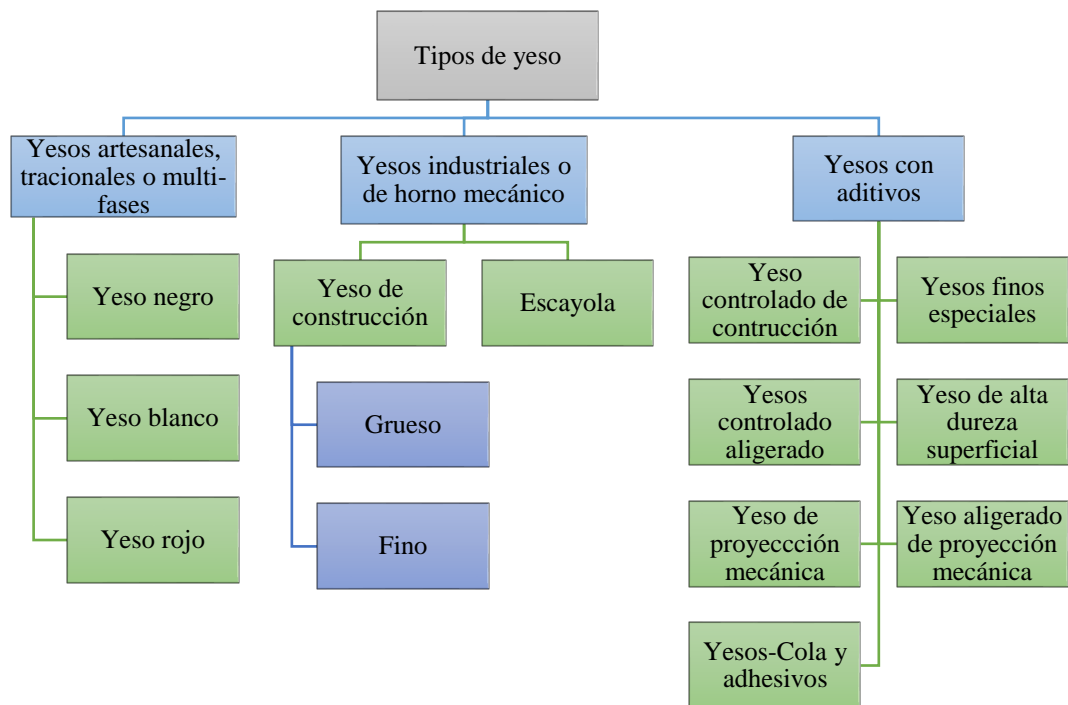 Tipos de yeso
Yesos artesanales,
tracionales o multi-
fases
Yeso negro
Yeso blanco
Yeso rojo
Yesos industriales o
de horno mecánico
Yeso de
construcción
Grueso
Fino
Escayola
Yesos con
aditivos
Yeso
controlado de
contrucción
Yesos finos
especiales
Yesos
controlado
aligerado
Yeso de alta
dureza
superficial
Yeso de
proyeccción
mecánica
Yeso aligerado
de proyección
mecánica
Yesos-Cola y
adhesivos